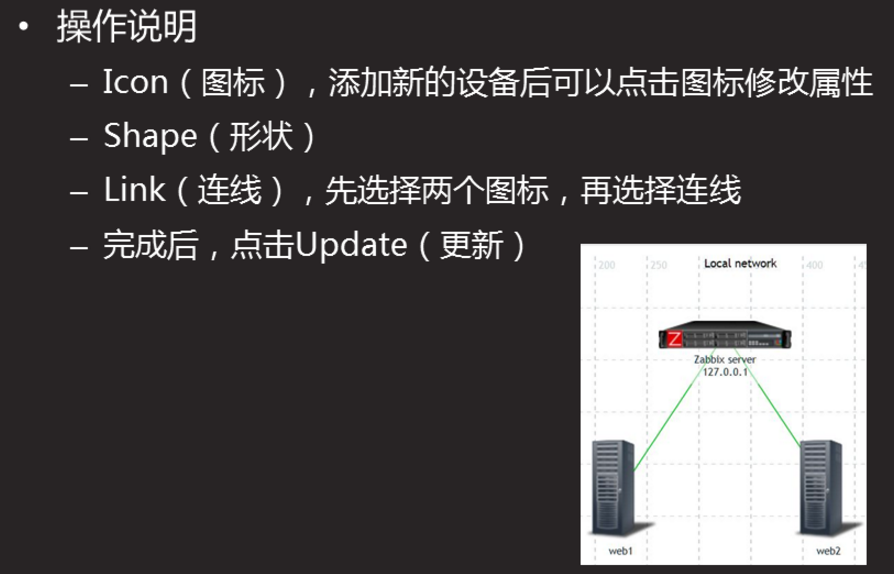 • 操作说明
– Icon（图标），添加新的设备后可以点击图标修改属性
– Shape（形状）
– Link（连线），先选择两个图标，再选择连线
– 完成后，点击Update（更新）
200 250 Local network 400 45
Z
Zabbix server
127.0.0.1
web1 web2